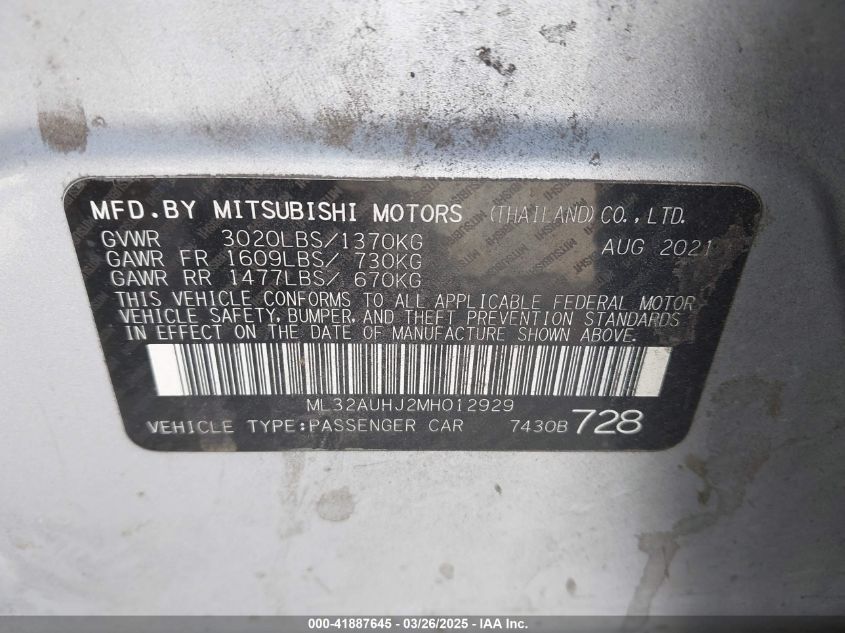 MFD.BY MITSUBISHI MOTORS (THAILAND) CO., LTD.
GVWR 3020LBS/1370KG AUG 2021
GAWR FR 1609LBS/ 730KG
GAWR RR 1477LBS/ 670KG
THIS VEHICLE CONFORMS TO ALL APPLICABLE FEDERAL MOTOR
VEHICLE SAFETY, BUMPER, AND THEFT PREVENTION STANDARDS
IN EFFECT ON THE DATE OF MANUFACTURE SHOWN ABOVE.
ML32AUHJ2MH012929
VEHICLE TYPE:PASSENGER CAR 7430B 728
000-41887645 - 03/26/2025 - IAA Inc.